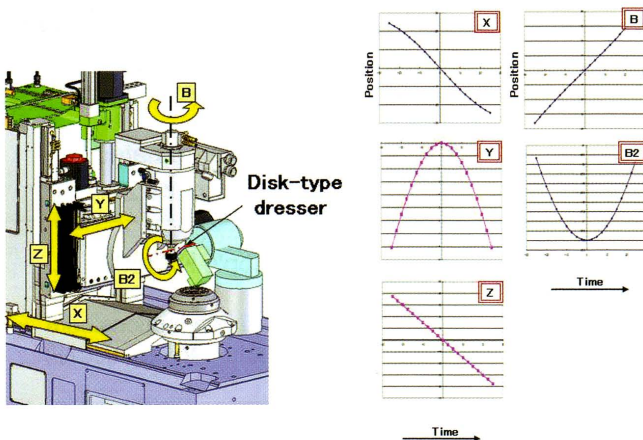 B
Disk-type
dresser
Y
Z
B2
X
X
B
Position
Position
Y
B2
Time
Z
Time